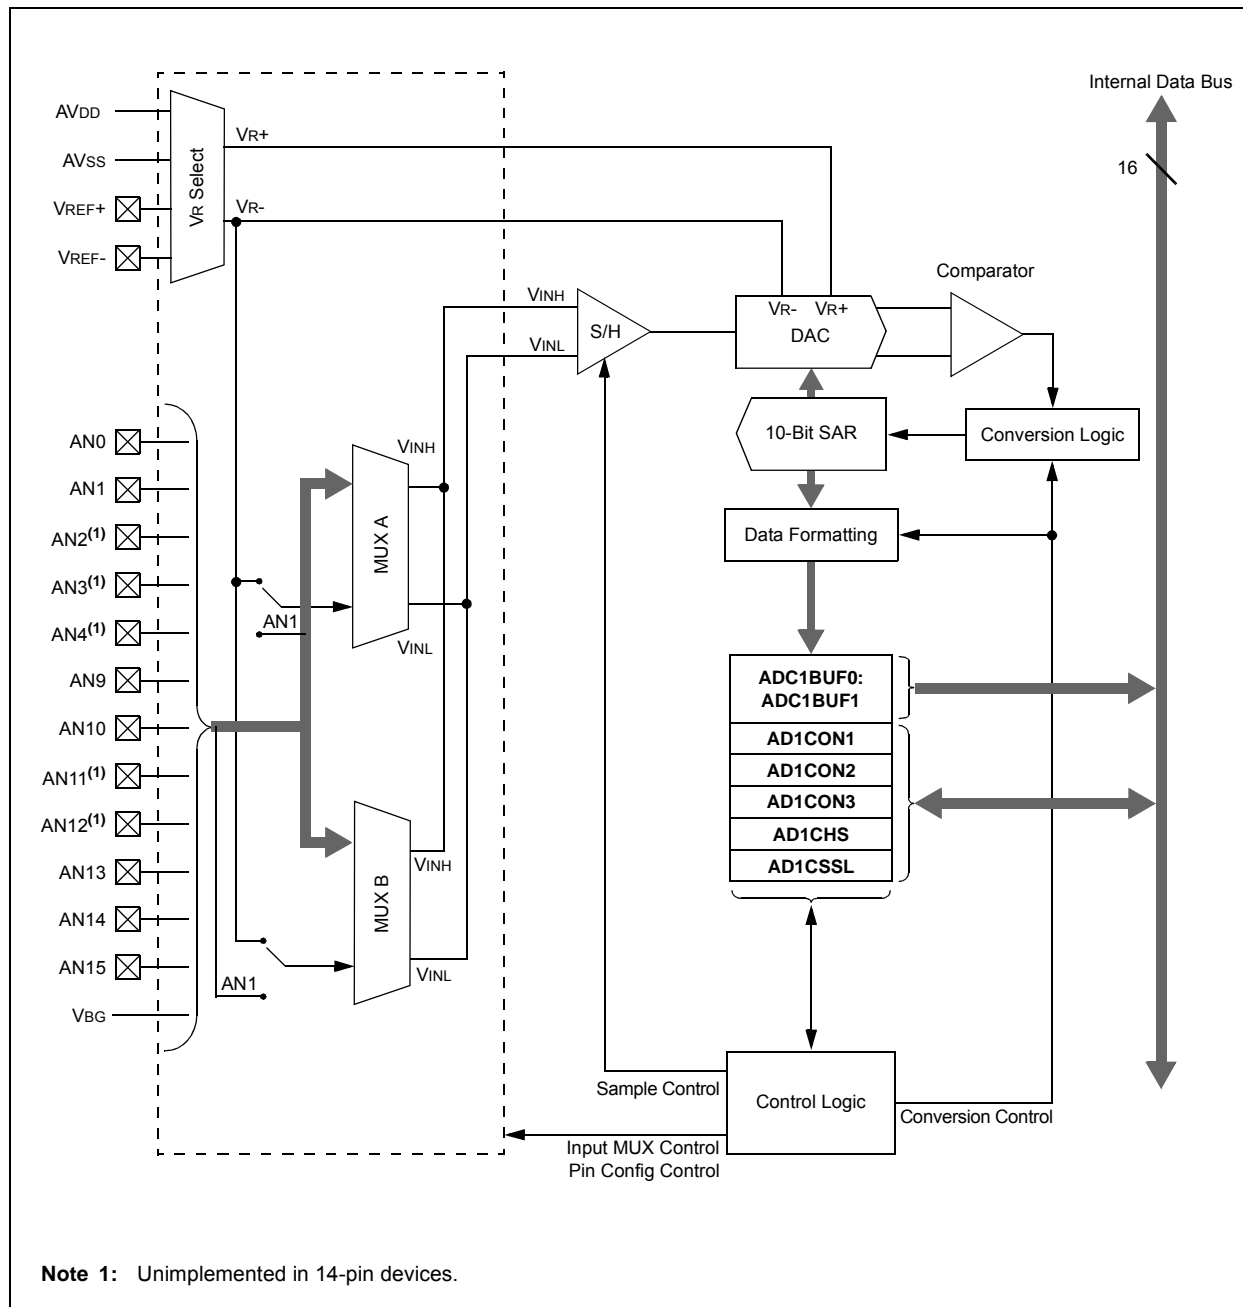 Internal Data Bus
16
AVDD
AVSS
VREF+
VREF-
VR Select
VR+
VR-
Comparator
VINH
VINL
S/H
VR- VR+
DAC
10-Bit SAR
Conversion Logic
Data Formatting
AN0
AN1
AN2(1)
AN3(1)
AN4(1)
AN9
AN10
AN11(1)
AN12(1)
AN13
AN14
AN15
VBG
VINH
MUX A
AN1
VINL
VINH
MUX B
AN1
VINL
ADC1BUF0:
ADC1BUF1
AD1CON1
AD1CON2
AD1CON3
AD1CHS
AD1CSSL
Sample Control
Control Logic
Conversion Control
Input MUX Control
Pin Config Control
Note 1: Unimplemented in 14-pin devices.